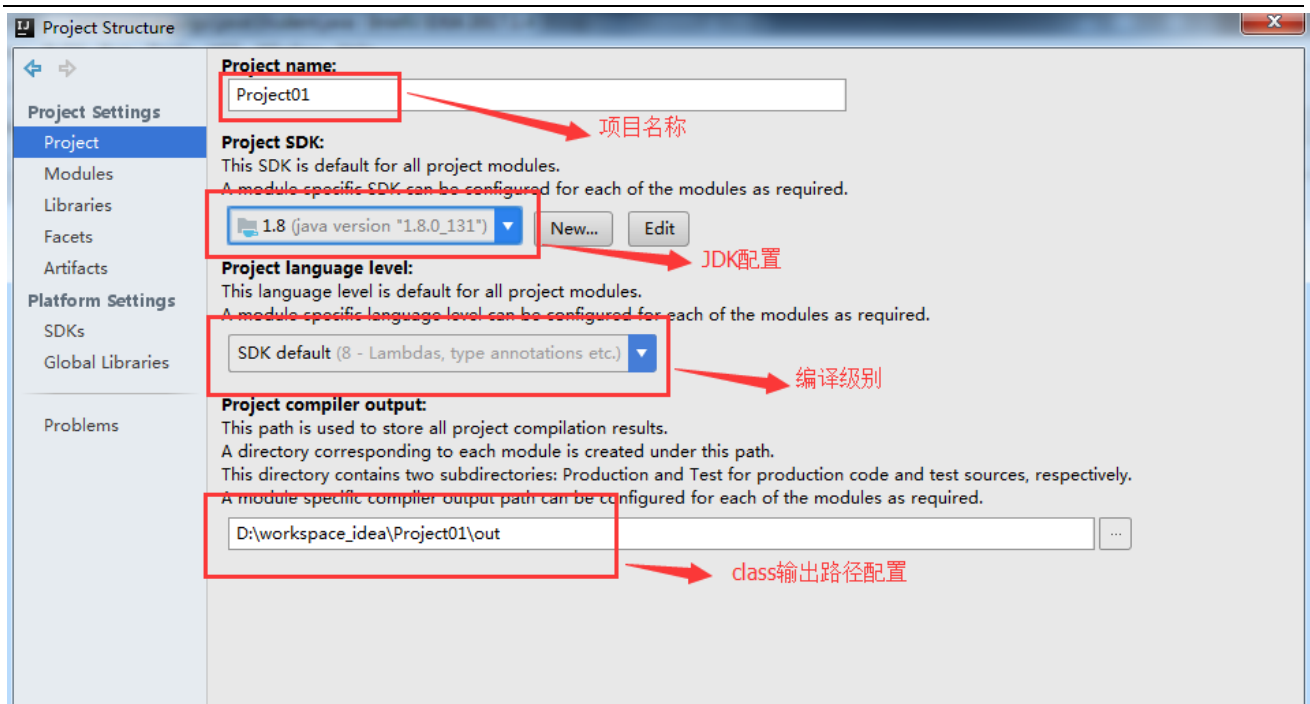 Project Structure
Project name:
Project01
项目名称
Project Settings
Project
Modules
Libraries
Facets
Artifacts
Platform Settings
SDKs
Global Libraries
Problems
Project SDK:
This SDK is default for all project modules.
A module specific SDK can be configured for each of the modules as required.
1.8 (java version "1.8.0_131")
New...
Edit
JDK配置
Project language level:
This language level is default for all project modules.
A module specific language level can be configured for each of the modules as required.
SDK default (8 - Lambdas, type annotations etc.)
编译级别
Project compiler output:
This path is used to store all project compilation results.
A directory corresponding to each module is created under this path.
This directory contains two subdirectories: Production and Test for production code and test sources, respectively.
A module specific compiler output path can be configured for each of the modules as required.
D:\workspace_idea\Project01\out
...
class输出路径配置